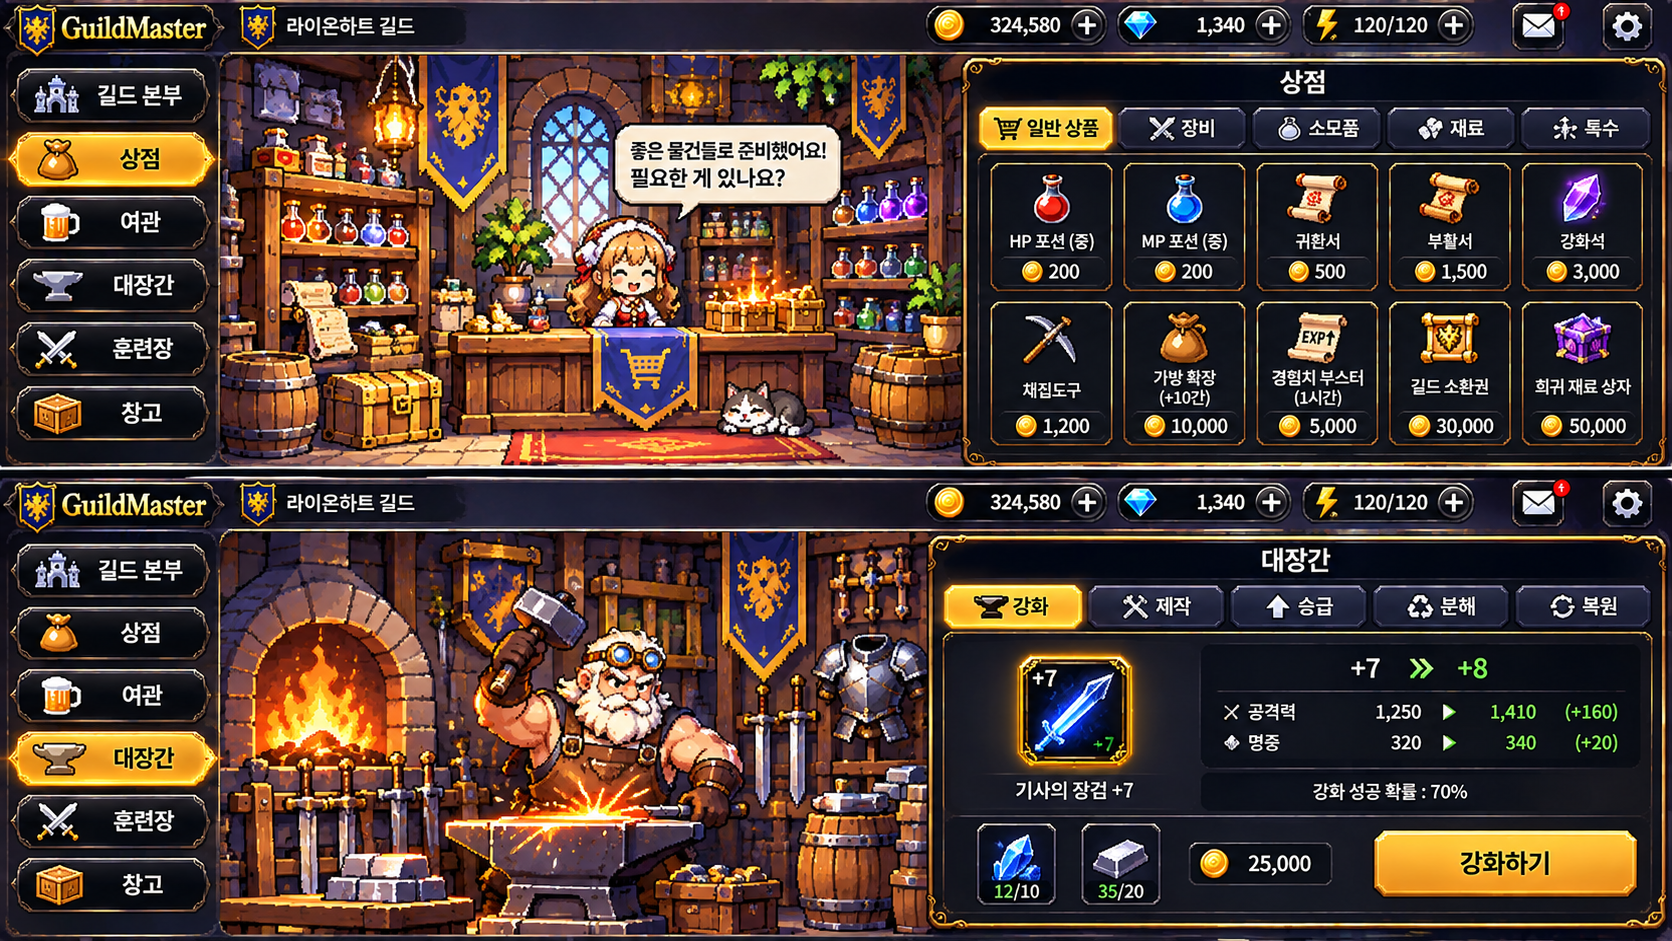 GuildMaster
라이온하트 길드
324,580
1,340
120/120
길드 본부
상점
여관
대장간
훈련장
창고
좋은 물건들로 준비했어요!
필요한 게 있나요?
상점
일반 상품
장비
소모품
재료
특수
HP 포션 (중)
200
MP 포션 (중)
200
귀환서
500
부활서
1,500
강화석
3,000
채집도구
1,200
가방 확장
(+10간)
10,000
EXP↑
경험치 부스터
(1시간)
5,000
길드 소환권
30,000
희귀 재료 상자
50,000
GuildMaster
라이온하트 길드
324,580
1,340
120/120
길드 본부
상점
여관
대장간
훈련장
창고
대장간
강화
제작
승급
분해
복원
+7
+7
기사의 장검 +7
+7 +8
공격력 1,250 1,410 (+160)
명중 320 340 (+20)
강화 성공 확률 : 70%
12/10
35/20
25,000
강화하기